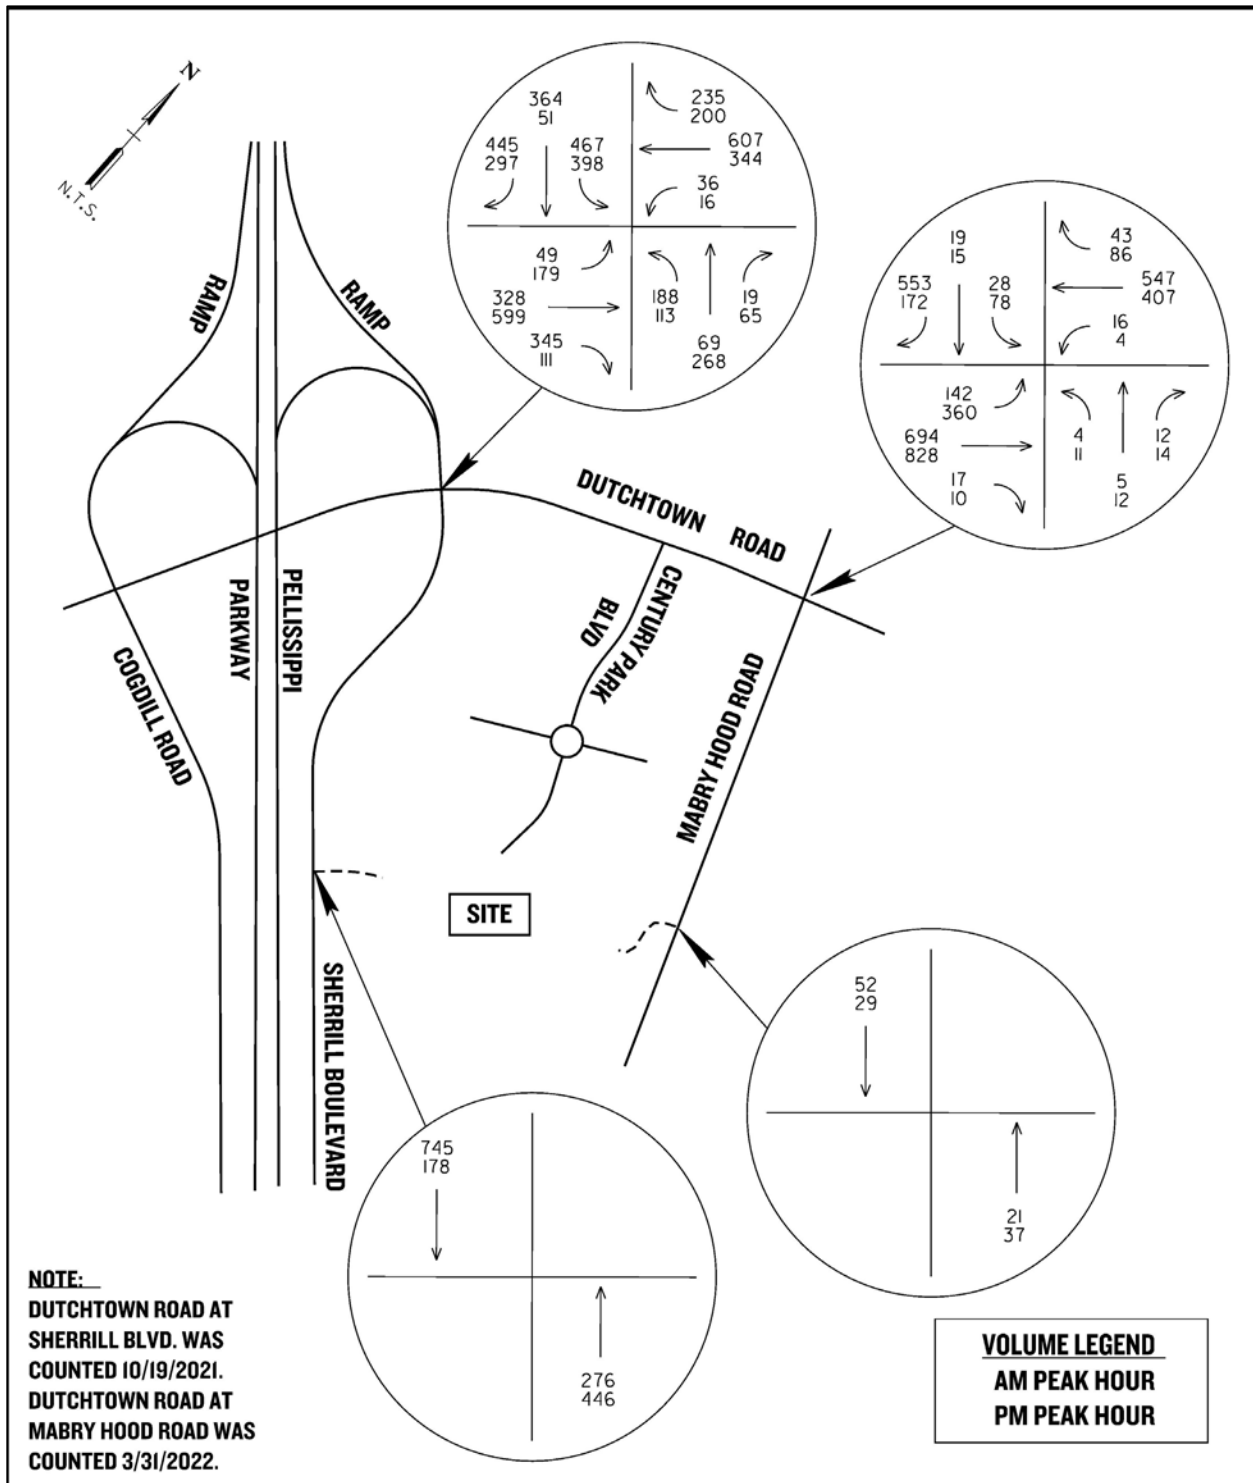 N
N.T.S.
364
51
235
200
445
297
467
398
607
344
36
16
49
179
328
599
188
113
19
65
345
111
69
268
19
15
43
86
553
172
28
78
547
407
16
4
142
360
694
828
4
11
12
14
17
10
5
12
RAMP
RAMP
DUTCHTOWN ROAD
CENTURY PARK
BLVD
PELLISSIPPI
PARKWAY
COGDILL ROAD
MABRY HOOD ROAD
SITE
SHERRILL BOULEVARD
52
29
21
37
745
178
276
446
NOTE:
DUTCHTOWN ROAD AT
SHERRILL BLVD. WAS
COUNTED 10/19/2021.
DUTCHTOWN ROAD AT
MABRY HOOD ROAD WAS
COUNTED 3/31/2022.
VOLUME LEGEND
AM PEAK HOUR
PM PEAK HOUR